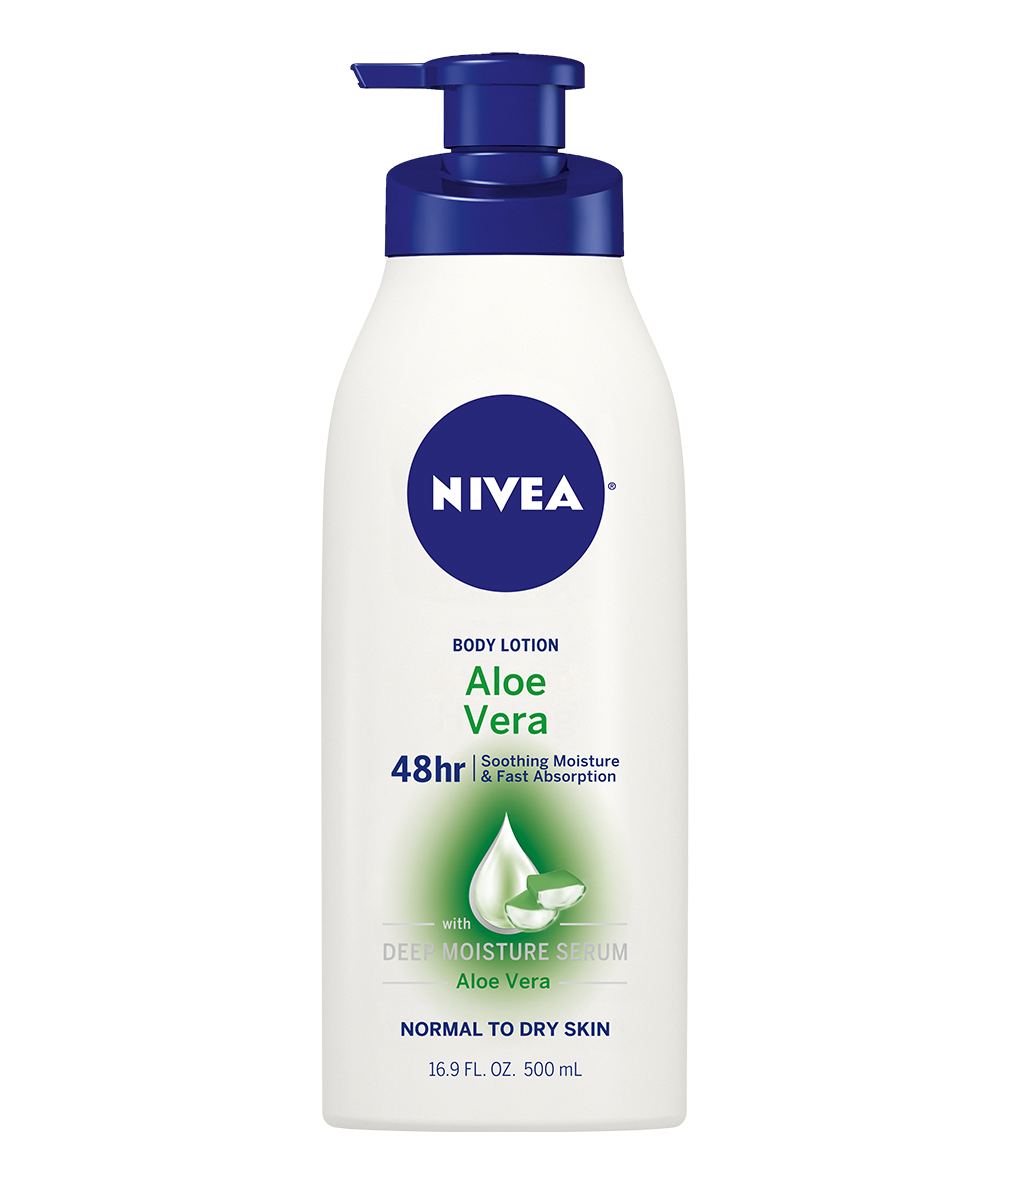 NIVEA®
BODY LOTION
Aloe
Vera
48hr | Soothing Moisture
& Fast Absorption
with
DEEP MOISTURE SERUM
Aloe Vera
NORMAL TO DRY SKIN
16.9 FL. OZ. 500 mL